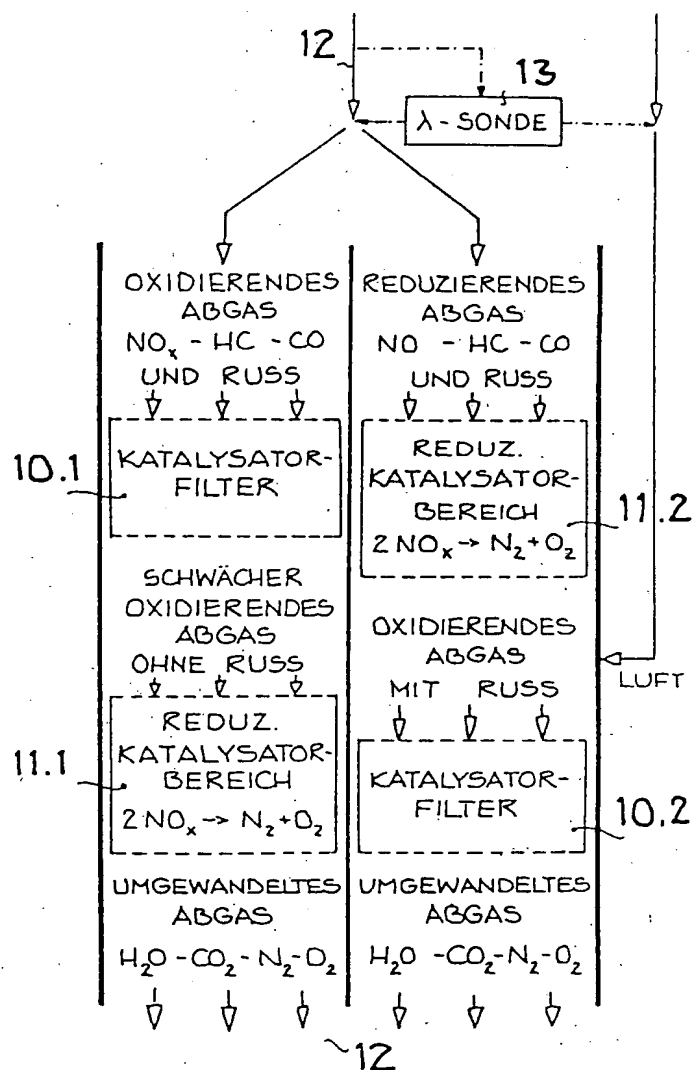 12
13
λ - SONDE
OXIDIERENDES
ABGAS
NOₓ - HC - CO
UND RUSS
10.1
KATALYSATOR-
FILTER
SCHWÄCHER
OXIDIERENDES
ABGAS
OHNE RUSS
11.1
REDUZ.
KATALYSATOR-
BEREICH
2 NOₓ → N₂ + O₂
UMGEWANDELTES
ABGAS
H₂O - CO₂ - N₂ - O₂
REDUZIERENDES
ABGAS
NO - HC - CO
UND RUSS
REDUZ.
KATALYSATOR-
BEREICH
2 NOₓ → N₂ + O₂
11.2
OXIDIERENDES
ABGAS
MIT RUSS
LUFT
KATALYSATOR-
FILTER
10.2
UMGEWANDELTES
ABGAS
H₂O - CO₂ - N₂ - O₂
12